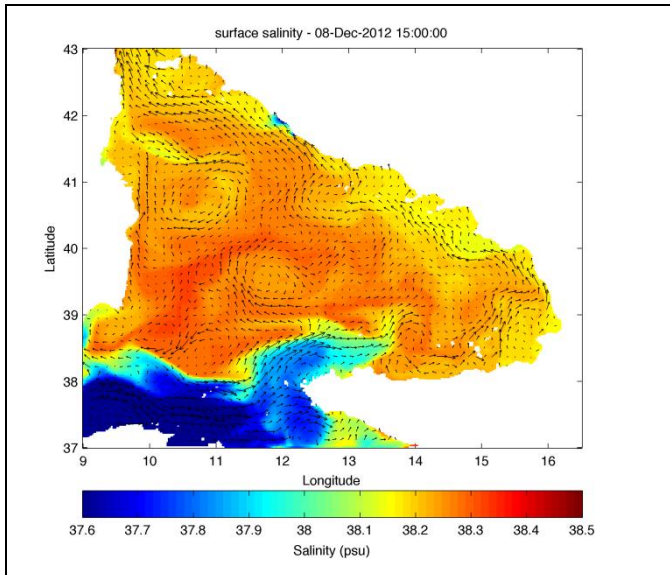 surface salinity - 08-Dec-2012 15:00:00
43
42
41
40
39
38
37
Latitude
9 10 11 12 13 14 15 16
Longitude
37.6 37.7 37.8 37.9 38 38.1 38.2 38.3 38.4 38.5
Salinity (psu)